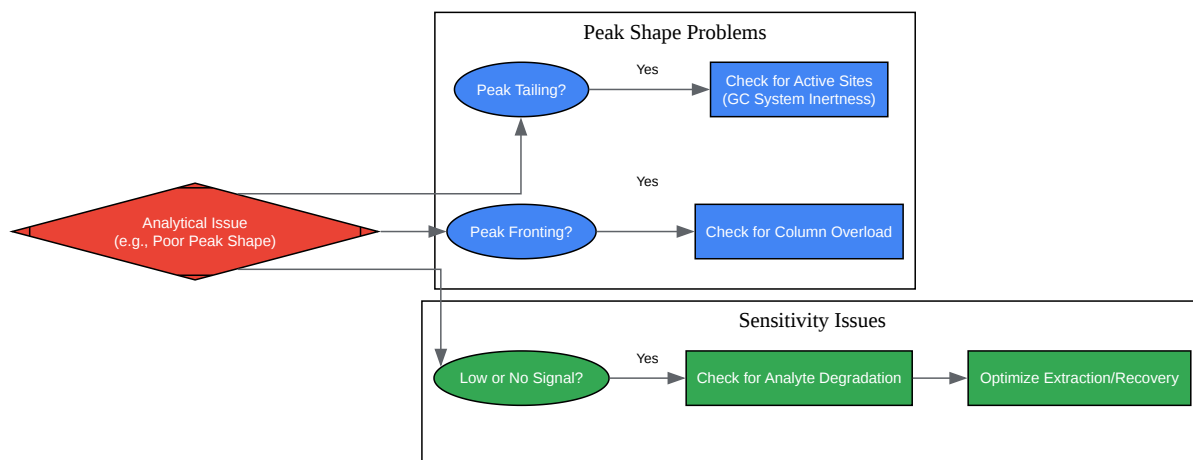 Peak Shape Problems
Peak Tailing?
Yes
Check for Active Sites
(GC System Inertness)
Analytical Issue
(e.g., Poor Peak Shape)
Peak Fronting?
Yes
Check for Column Overload
Sensitivity Issues
Low or No Signal?
Yes
Check for Analyte Degradation
Optimize Extraction/Recovery